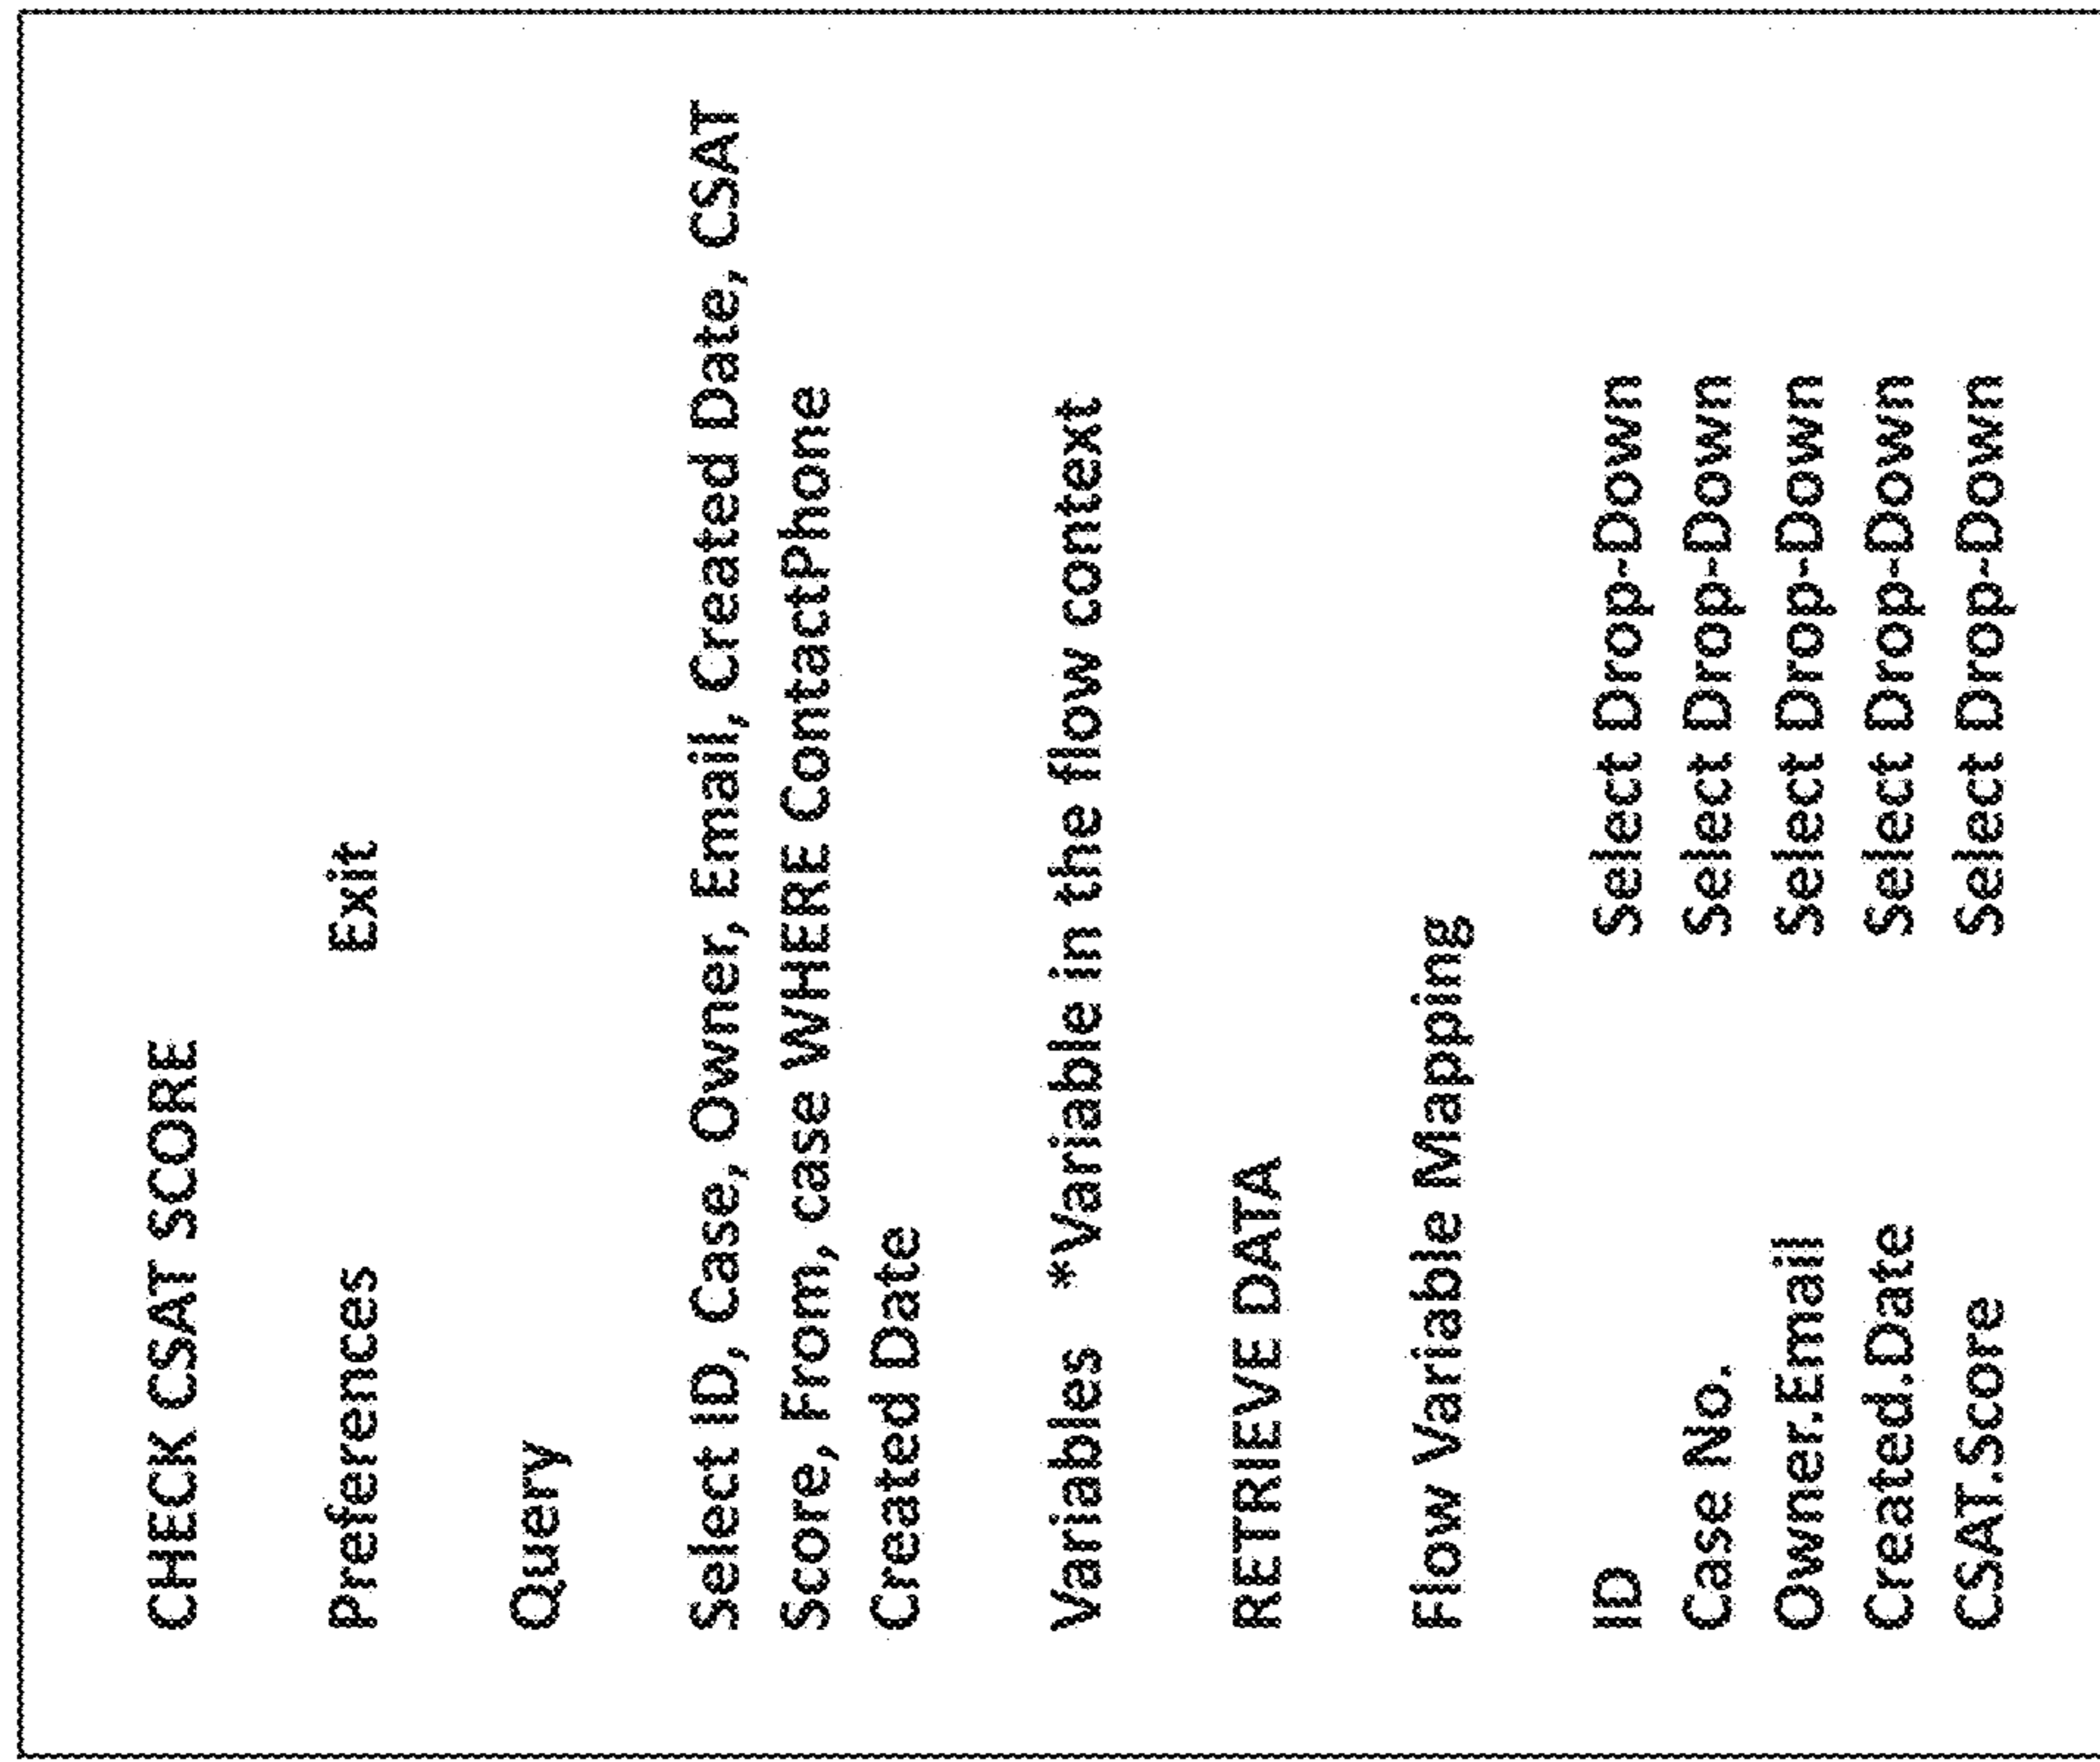 CHECK CSAT SCORE
Preferences Exit
Query
Select ID, Case, Owner, Email, Created Date, CSAT
Score, From, case WHERE ContactPhone
Created Date
Variables *Variable in the flow context
RETRIEVE DATA
Flow Variable Mapping
ID Select Drop-Down
Case No. Select Drop-Down
Owner.Email Select Drop-Down
Created.Date Select Drop-Down
CSAT.Score Select Drop-Down